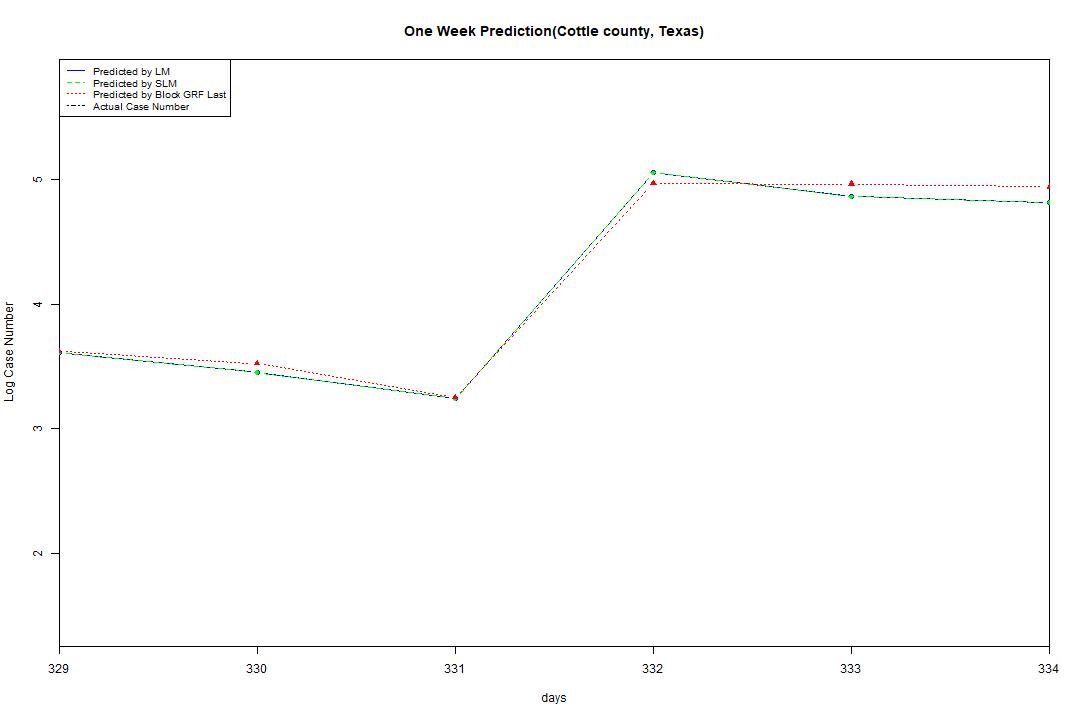 One Week Prediction(Cottle county, Texas)
Predicted by LM
Predicted by SLM
Predicted by Block GRF Last
Actual Case Number
5
4
3
2
Log Case Number
329 330 331 332 333 334
days